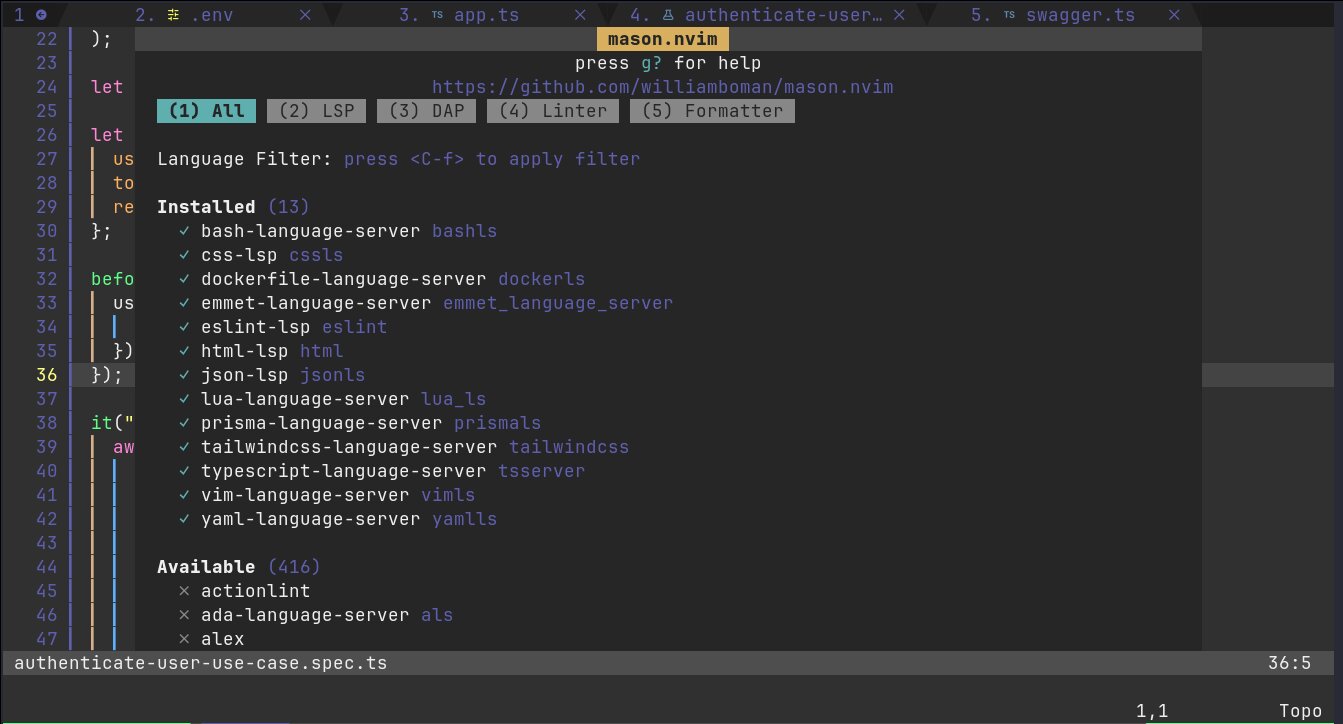 1 2. .env 3. TS app.ts 4. authenticate-user… 5. TS swagger.ts
22 ); mason.nvim
23 press g? for help
24 let https://github.com/williamboman/mason.nvim
25 (1) All (2) LSP (3) DAP (4) Linter (5) Formatter
26 let
27 us Language Filter: press <C-f> to apply filter
28 to
29 re Installed (13)
30 }; ✓ bash-language-server bashls
31 ✓ css-lsp cssls
32 befo ✓ dockerfile-language-server dockerls
33 us ✓ emmet-language-server emmet_language_server
34 ✓ eslint-lsp eslint
35 }) ✓ html-lsp html
36 }); ✓ json-lsp jsonls
37 ✓ lua-language-server lua_ls
38 it(" ✓ prisma-language-server prismals
39 aw ✓ tailwindcss-language-server tailwindcss
40 ✓ typescript-language-server tsserver
41 ✓ vim-language-server vimls
42 ✓ yaml-language-server yamlls
43
44 Available (416)
45 ✕ actionlint
46 ✕ ada-language-server als
47 ✕ alex
authenticate-user-use-case.spec.ts 36:5
1,1 Topo